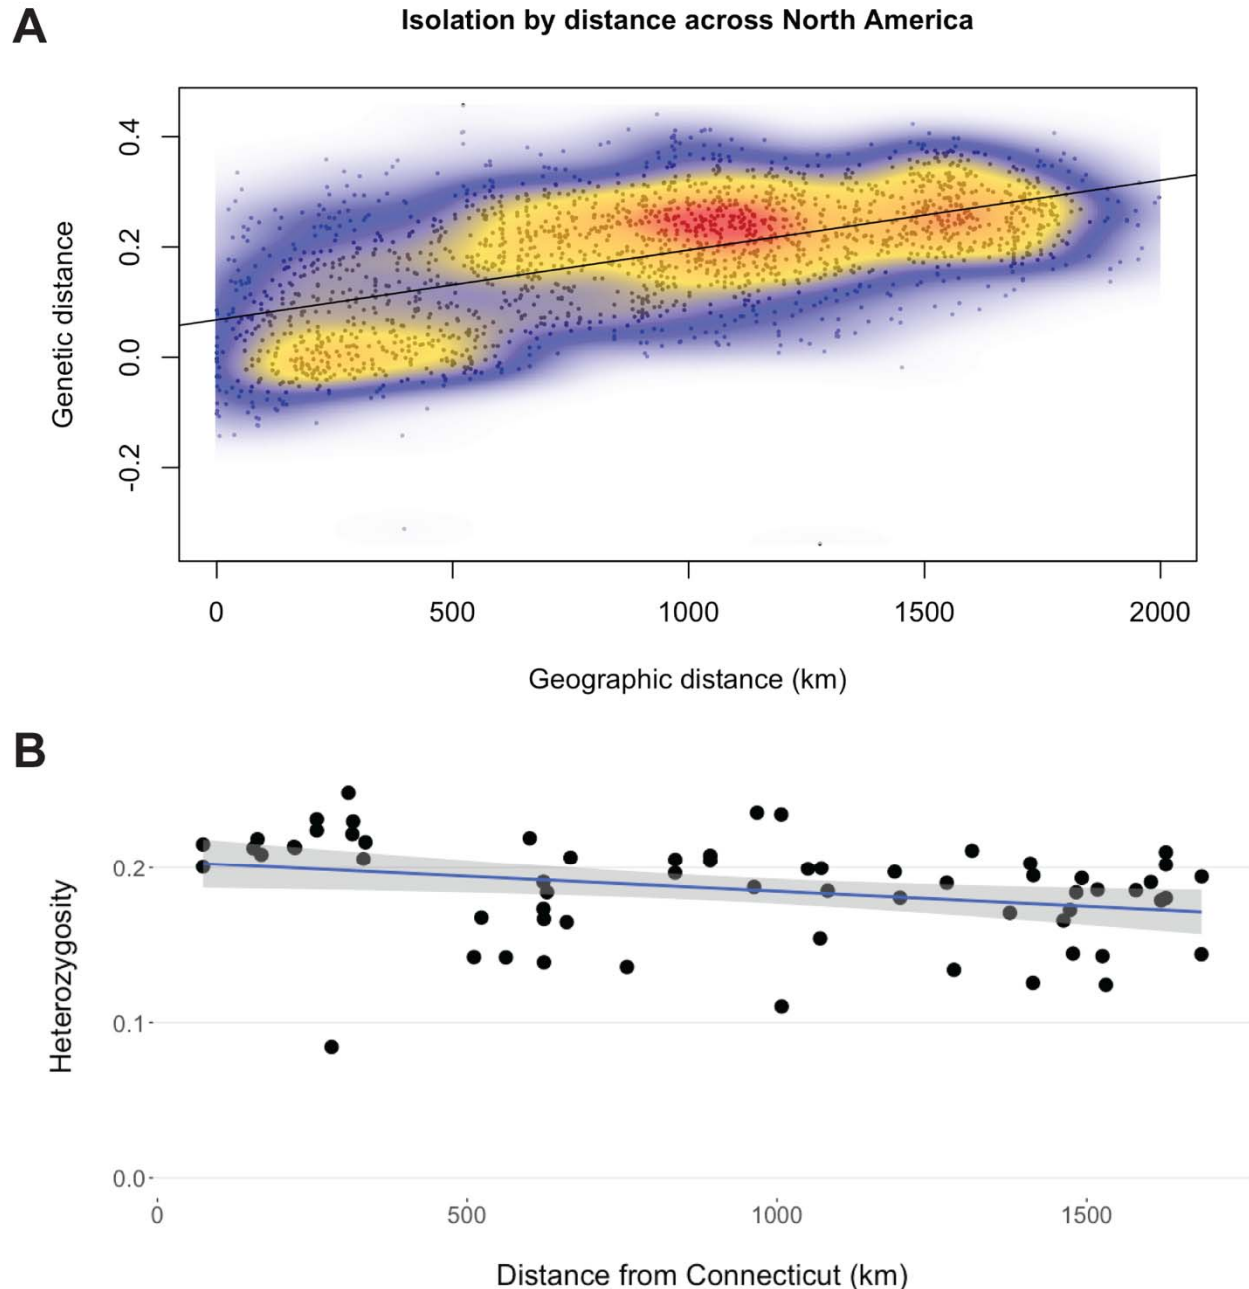 A
Isolation by distance across North America
Genetic distance
0.4
0.2
0.0
-0.2
0
500
1000
1500
2000
Geographic distance (km)
B
Heterozygosity
0.2
0.1
0.0
0
500
1000
1500
Distance from Connecticut (km)